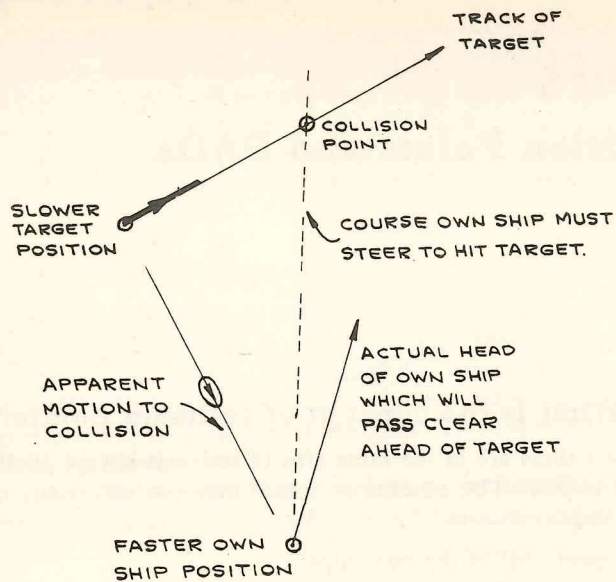 TRACK OF
TARGET
COLLISION
POINT
SLOWER
TARGET
POSITION
COURSE OWN SHIP MUST
STEER TO HIT TARGET.
ACTUAL HEAD
OF OWN SHIP
WHICH WILL
PASS CLEAR
AHEAD OF TARGET
APPARENT
MOTION TO
COLLISION
FASTER OWN
SHIP POSITION